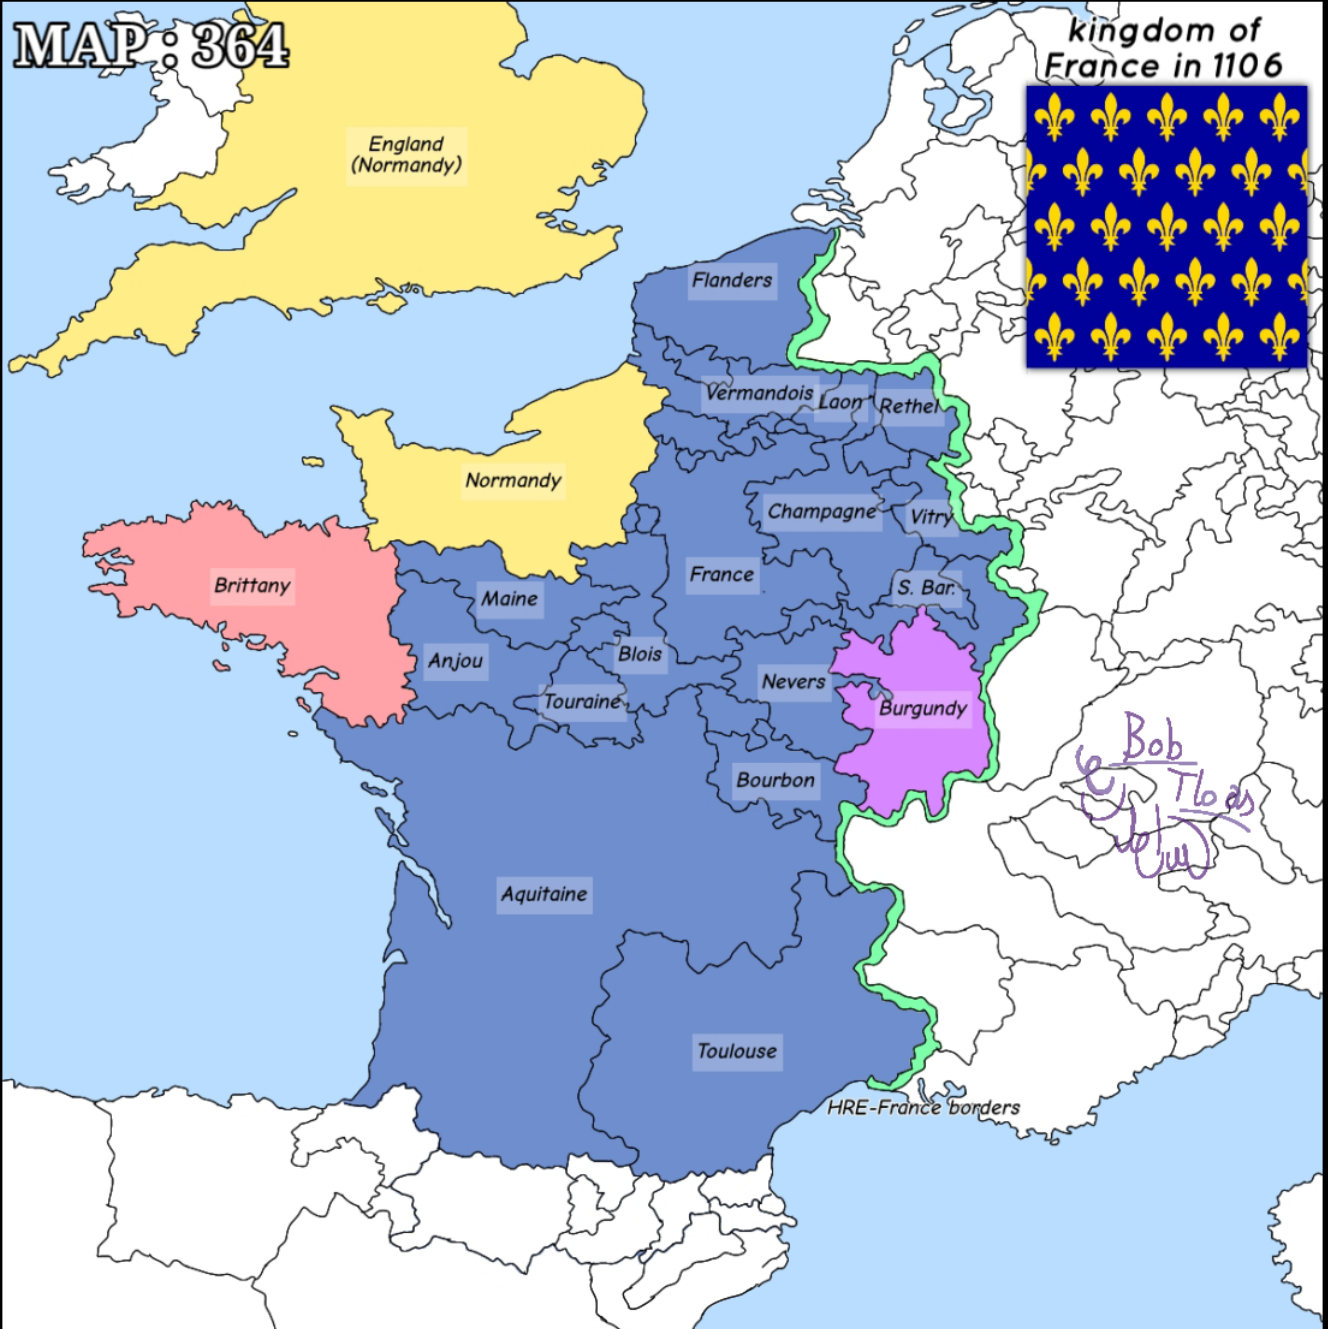 MAP : 364
kingdom of
France in 1106
England
(Normandy)
Flanders
Vermandois
Laon
Rethel
Normandy
Champagne
Vitry
France
Brittany
Maine
S. Bar.
Anjou
Blois
Nevers
Touraine
Burgundy
Bob
Bourbon
Aquitaine
Toulouse
HRE-France borders